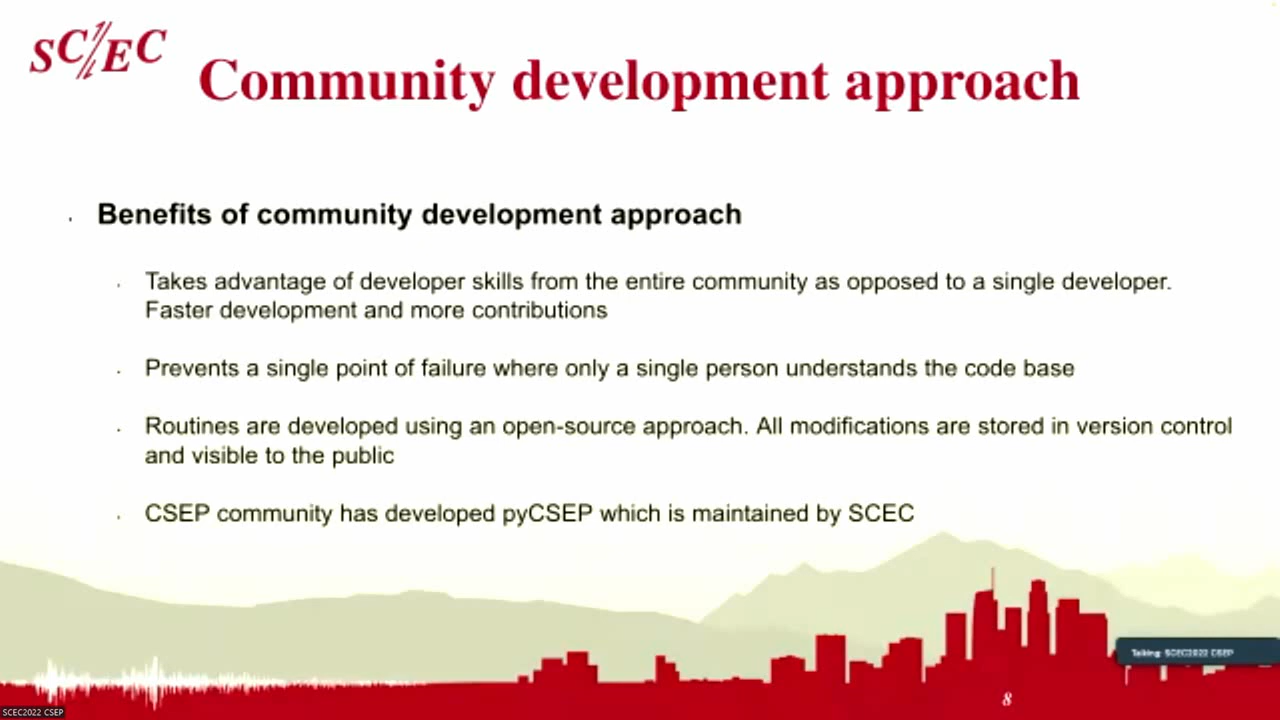 SC/EC
Community development approach
Benefits of community development approach
Takes advantage of developer skills from the entire community as opposed to a single developer.
Faster development and more contributions
Prevents a single point of failure where only a single person understands the code base
Routines are developed using an open-source approach. All modifications are stored in version control
and visible to the public
CSEP community has developed pyCSEP which is maintained by SCEC
Talking: SCEC2022 CSEP
8
SCEC2022 CSEP